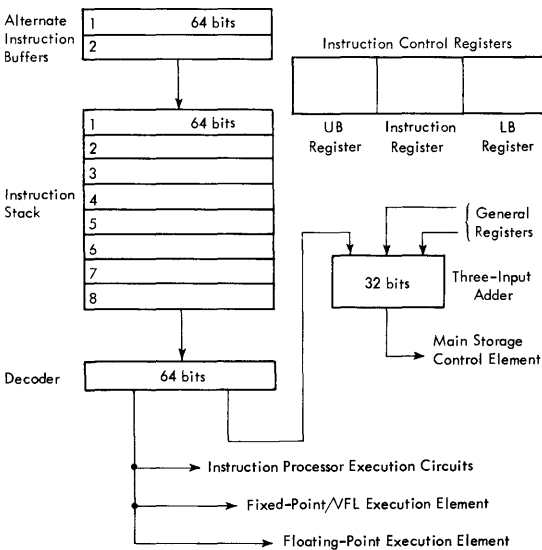 Alternate
Instruction
Buffers
1 64 bits
2
Instruction Control Registers
UB
Register
Instruction
Register
LB
Register
Instruction
Stack
1 64 bits
2
3
4
5
6
7
8
General
Registers
32 bits
Three-Input
Adder
Main Storage
Control Element
Decoder
64 bits
Instruction Processor Execution Circuits
Fixed-Point/VFL Execution Element
Floating-Point Execution Element